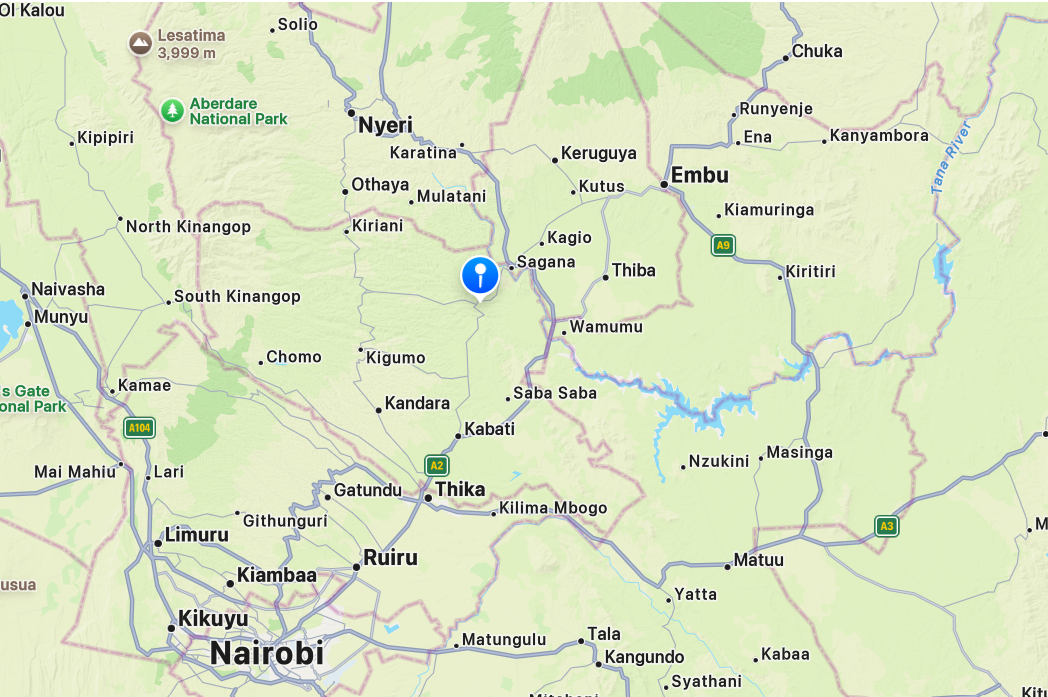 Ol Kalou
Solio
Lesatima
3,999 m
Chuka
Aberdare
National Park
Runyenje
Nyeri
Kipipiri
Ena
Kanyambora
Karatina
Keruguya
Tana River
Embu
Othaya
Mulatani
Kutus
Kiamuringa
North Kinangop
Kiriani
Kagio
A9
Sagana
Thiba
Kiritiri
Naivasha
South Kinangop
Munyu
Wamumu
Chomo
Kigumo
Kamae
's Gate
onal Park
Saba Saba
Kandara
A104
Kabati
Masinga
Nzukini
A2
Mai Mahiu
Lari
Gatundu
Thika
Kilima Mbogo
Githunguri
A3
M
Limuru
Ruiru
Matuu
Kiambaa
usua
Yatta
Kikuyu
Matungulu
Tala
Nairobi
Kangundo
Kabaa
Syathani